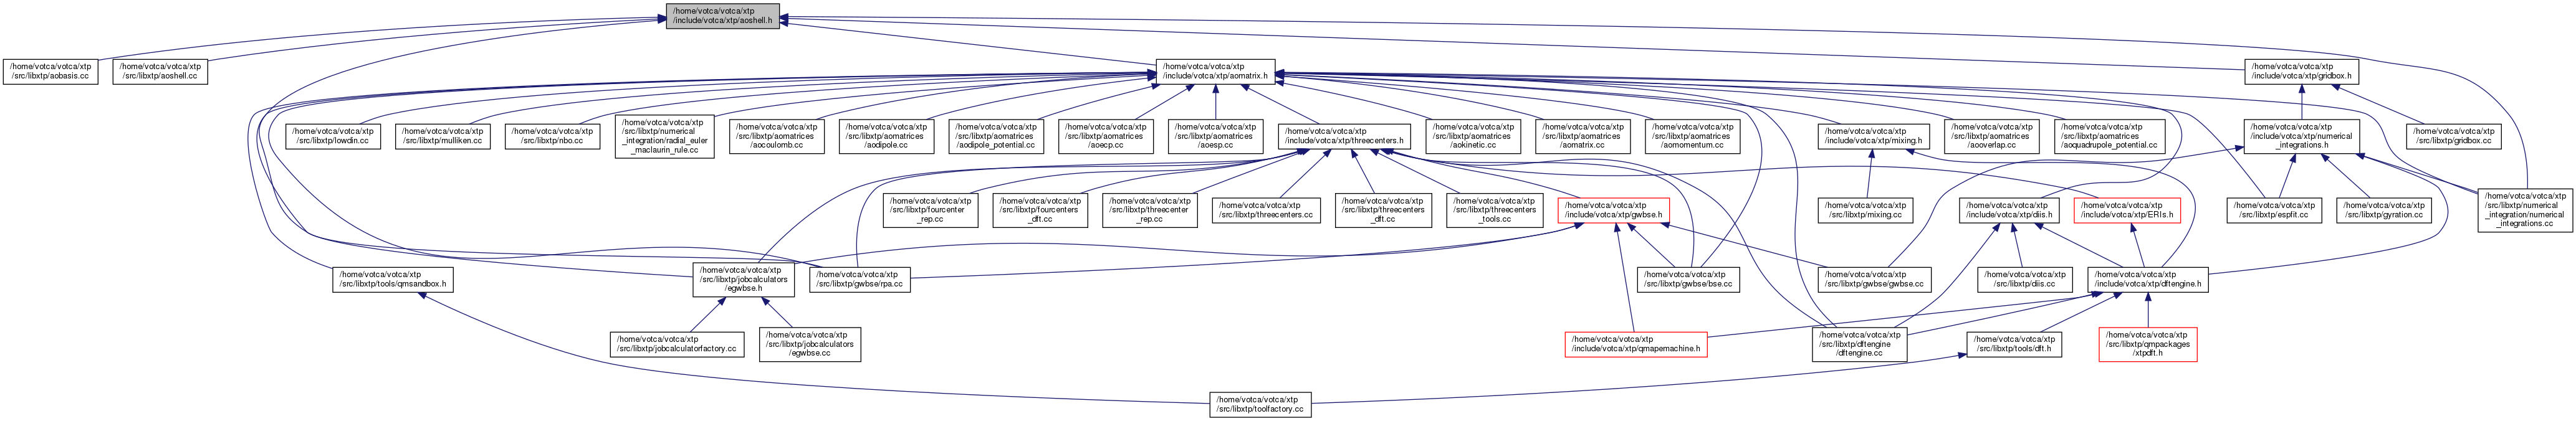 /home/votca/votca/xtp
/include/votca/xtp/aoshell.h
/home/votca/votca/xtp
/src/libxtp/aobasis.cc
/home/votca/votca/xtp
/src/libxtp/aoshell.cc
/home/votca/votca/xtp
/include/votca/xtp/aomatrix.h
/home/votca/votca/xtp
/include/votca/xtp/gridbox.h
/home/votca/votca/xtp
/src/libxtp/lowdin.cc
/home/votca/votca/xtp
/src/libxtp/mulliken.cc
/home/votca/votca/xtp
/src/libxtp/nbo.cc
/home/votca/votca/xtp
/src/libxtp/numerical
_integration/radial_euler
_maclaurin_rule.cc
/home/votca/votca/xtp
/src/libxtp/aomatrices
/aocoulomb.cc
/home/votca/votca/xtp
/src/libxtp/aomatrices
/aodipole.cc
/home/votca/votca/xtp
/src/libxtp/aomatrices
/aodipole_potential.cc
/home/votca/votca/xtp
/src/libxtp/aomatrices
/aoecp.cc
/home/votca/votca/xtp
/src/libxtp/aomatrices
/aoesp.cc
/home/votca/votca/xtp
/include/votca/xtp/threecenters.h
/home/votca/votca/xtp
/src/libxtp/aomatrices
/aokinetic.cc
/home/votca/votca/xtp
/src/libxtp/aomatrices
/aomatrix.cc
/home/votca/votca/xtp
/src/libxtp/aomatrices
/aomomentum.cc
/home/votca/votca/xtp
/include/votca/xtp/mixing.h
/home/votca/votca/xtp
/src/libxtp/aomatrices
/aooverlap.cc
/home/votca/votca/xtp
/src/libxtp/aomatrices
/aoquadrupole_potential.cc
/home/votca/votca/xtp
/include/votca/xtp/numerical
_integrations.h
/home/votca/votca/xtp
/src/libxtp/gridbox.cc
/home/votca/votca/xtp
/src/libxtp/fourcenter
_rep.cc
/home/votca/votca/xtp
/src/libxtp/fourcenters
_dft.cc
/home/votca/votca/xtp
/src/libxtp/threecenter
_rep.cc
/home/votca/votca/xtp
/src/libxtp/threecenters.cc
/home/votca/votca/xtp
/src/libxtp/threecenters
_dft.cc
/home/votca/votca/xtp
/src/libxtp/threecenters
_tools.cc
/home/votca/votca/xtp
/include/votca/xtp/gwbse.h
/home/votca/votca/xtp
/src/libxtp/mixing.cc
/home/votca/votca/xtp
/include/votca/xtp/diis.h
/home/votca/votca/xtp
/include/votca/xtp/ERIs.h
/home/votca/votca/xtp
/src/libxtp/espfit.cc
/home/votca/votca/xtp
/src/libxtp/gyration.cc
/home/votca/votca/xtp
/src/libxtp/numerical
_integration/numerical
_integrations.cc
/home/votca/votca/xtp
/src/libxtp/tools/qmsandbox.h
/home/votca/votca/xtp
/src/libxtp/jobcalculators
/egwbse.h
/home/votca/votca/xtp
/src/libxtp/gwbse/rpa.cc
/home/votca/votca/xtp
/src/libxtp/gwbse/bse.cc
/home/votca/votca/xtp
/src/libxtp/gwbse/gwbse.cc
/home/votca/votca/xtp
/src/libxtp/diis.cc
/home/votca/votca/xtp
/include/votca/xtp/dftengine.h
/home/votca/votca/xtp
/src/libxtp/jobcalculatorfactory.cc
/home/votca/votca/xtp
/src/libxtp/jobcalculators
/egwbse.cc
/home/votca/votca/xtp
/include/votca/xtp/qmapemachine.h
/home/votca/votca/xtp
/src/libxtp/dftengine
/dftengine.cc
/home/votca/votca/xtp
/src/libxtp/tools/dft.h
/home/votca/votca/xtp
/src/libxtp/qmpackages
/xtpdft.h
/home/votca/votca/xtp
/src/libxtp/toolfactory.cc